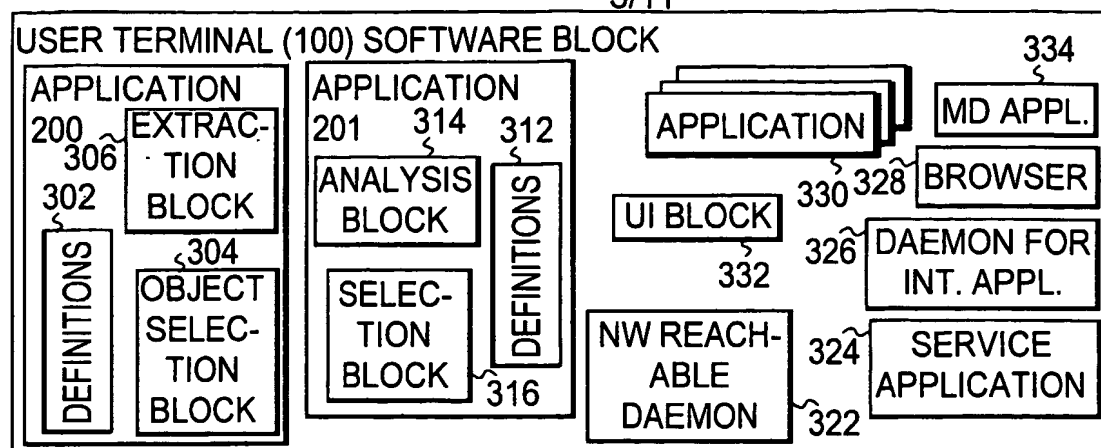 3/11
USER TERMINAL (100) SOFTWARE BLOCK
APPLICATION
200
306
EXTRAC-
TION
BLOCK
302
DEFINITIONS
304
OBJECT
SELEC-
TION
BLOCK
APPLICATION
201
314
312
ANALYSIS
BLOCK
DEFINITIONS
SELEC-
TION
BLOCK
316
APPLICATION
330
334
MD APPL.
328
BROWSER
UI BLOCK
332
326
DAEMON FOR
INT. APPL.
NW REACH-
ABLE
DAEMON
322
324
SERVICE
APPLICATION